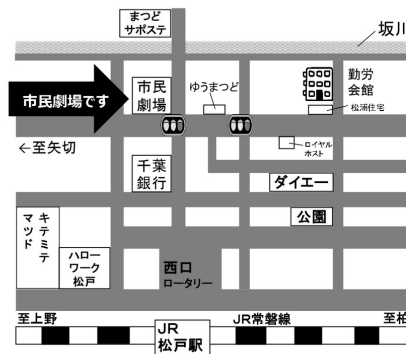 まつど
サポステ
坂川
市民
劇場
ゆうまつど
勤労
会館
松浦住宅
市民劇場です
←至矢切
千葉
銀行
ロイヤル
ホスト
ダイエー
公園
キテミテ
マツド
ハロー
ワーク
松戸
西口
ロータリー
至上野
JR
松戸駅
JR常磐線
至柏